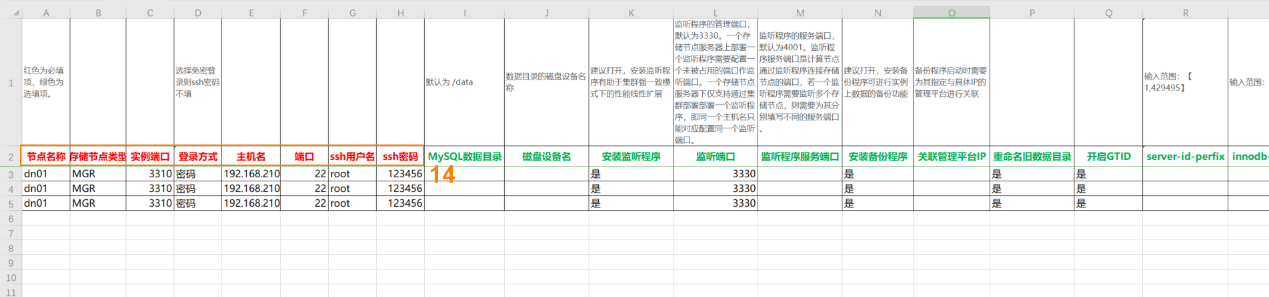 A B C D E F G H I J K L M N O P Q R
1
红色为必填
项，绿色为
选填项。
选择免密登
录则ssh密码
不填
默认为 /data
数据目录的磁盘设备名
称
建议打开，安装监听程
序有助于集群强一致模
式下的性能线性扩展
监听程序的管理端口，
默认为3330。一个存
储节点服务器上部署一
个监听程序需要配置一
个未被占用的端口作监
听端口。一个存储节点
服务器下仅支持通过集
群部署部署一个监听程
序，即同一个主机名只
能对应配置同一个监听
端口。
监听程序的服务端口，
默认为4001。监听程
序服务端口是计算节点
通过监听程序连接存储
节点的端口，若一个监
听程序需要监听多个存
储节点，则需要为其分
别填写不同的服务端口
。
建议打开，安装备
份程序可进行实例
上数据的备份功能
备份程序启动时需要
为其指定与具体IP的
管理平台进行关联
输入范围：【
1,429495】
输入范围：
2 节点名称 存储节点类型 实例端口 登录方式 主机名 端口 ssh用户名 ssh密码 MySQL数据目录 磁盘设备名 安装监听程序 监听端口 监听程序服务端口 安装备份程序 关联管理平台IP 重命名旧数据目录 开启GTID server-id-perfix innodb-
3 dn01 MGR 3310 密码 192.168.210 22 root 123456 是 3330 是 是 是
14
4 dn01 MGR 3310 密码 192.168.210 22 root 123456 是 3330 是 是 是
5 dn01 MGR 3310 密码 192.168.210 22 root 123456 是 3330 是 是 是
6
7
8
9
10
11